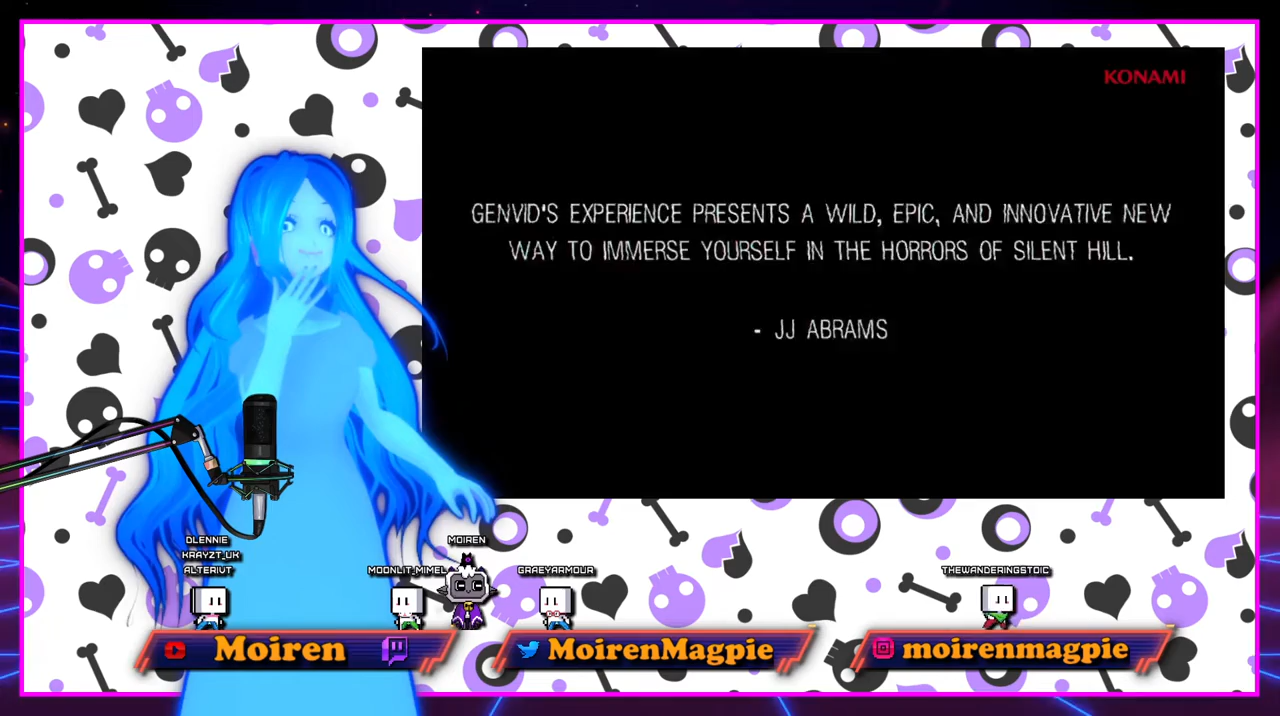 KONAMI
GENVID'S EXPERIENCE PRESENTS A WILD, EPIC, AND INNOVATIVE NEW
WAY TO IMMERSE YOURSELF IN THE HORRORS OF SILENT HILL.
- JJ ABRAMS
DLENNIE
KRAYZT_UK
ALTERIVT
MOONLIT_MIMEL
MOIREN
GRAEYARMOUR
THEWANDERINGSTOIC
Moiren
MoirenMagpie
moirenmagpie